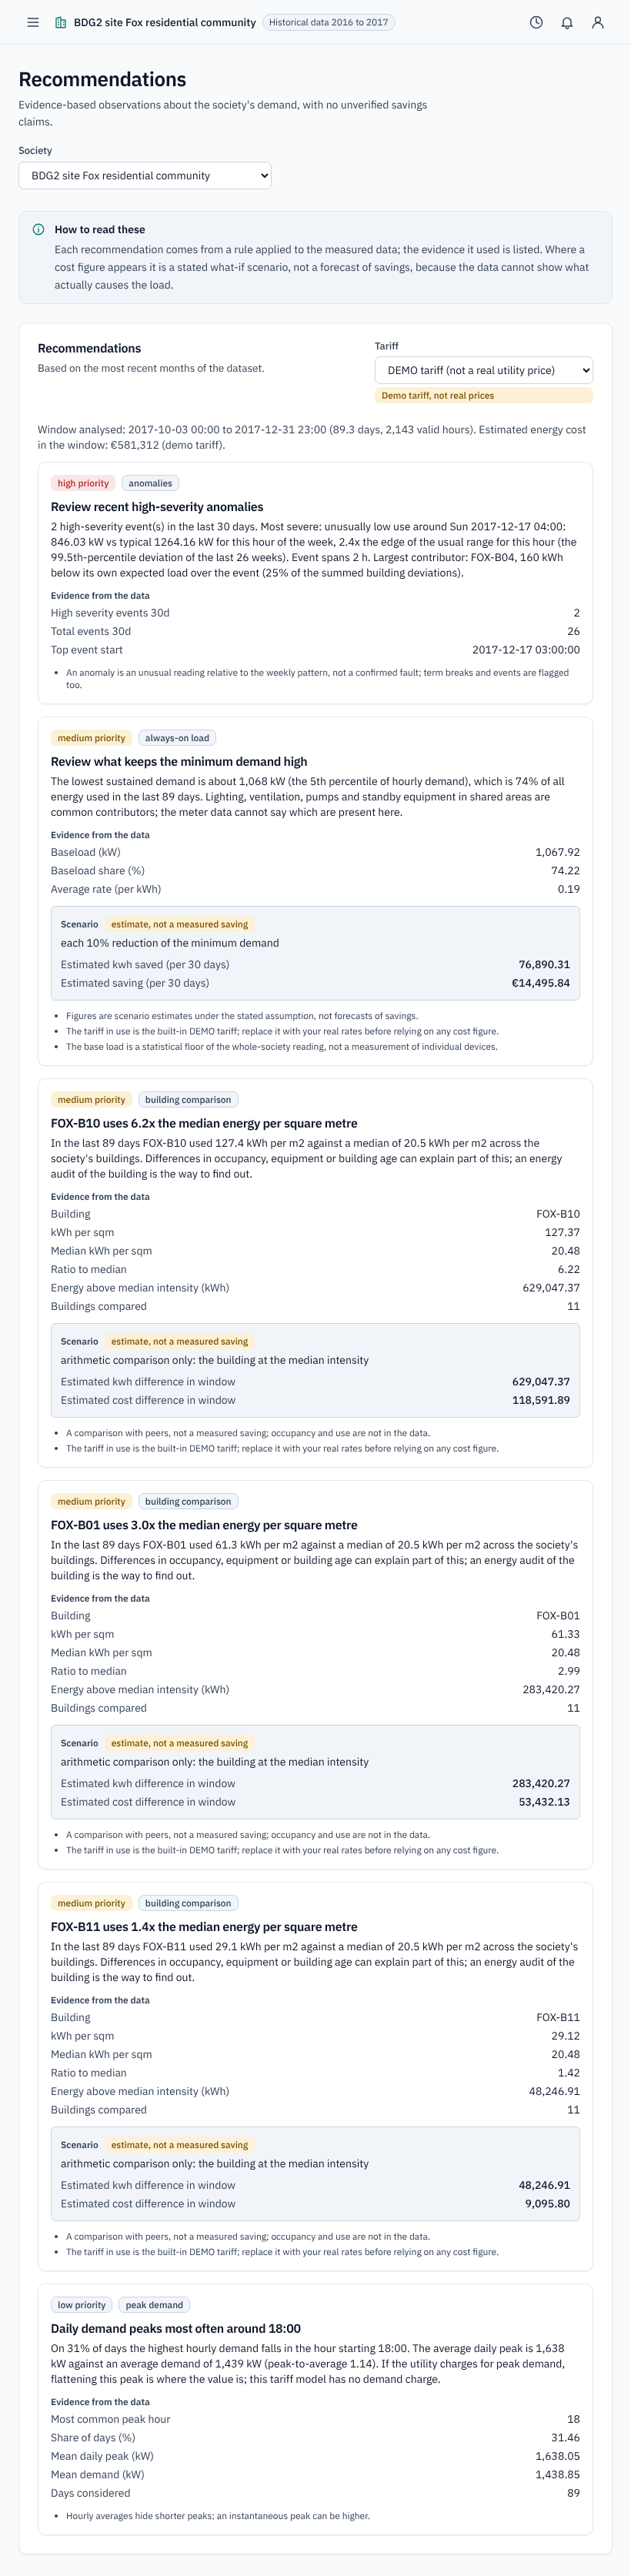 BDG2 site Fox residential community Historical data 2016 to 2017
Recommendations
Evidence-based observations about the society's demand, with no unverified savings
claims.
Society
BDG2 site Fox residential community
How to read these
Each recommendation comes from a rule applied to the measured data; the evidence it used is listed. Where a
cost figure appears it is a stated what-if scenario, not a forecast of savings, because the data cannot show what
actually causes the load.
Recommendations
Based on the most recent months of the dataset.
Tariff
DEMO tariff (not a real utility price)
Demo tariff, not real prices
Window analysed: 2017-10-03 00:00 to 2017-12-31 23:00 (89.3 days, 2,143 valid hours). Estimated energy cost
in the window: €581,312 (demo tariff).
high priority anomalies
Review recent high-severity anomalies
2 high-severity event(s) in the last 30 days. Most severe: unusually low use around Sun 2017-12-17 04:00:
846.03 kW vs typical 1264.16 kW for this hour of the week, 2.4x the edge of the usual range for this hour (the
99.5th-percentile deviation of the last 26 weeks). Event spans 2 h. Largest contributor: FOX-B04, 160 kWh
below its own expected load over the event (25% of the summed building deviations).
Evidence from the data
High severity events 30d 2
Total events 30d 26
Top event start 2017-12-17 03:00:00
• An anomaly is an unusual reading relative to the weekly pattern, not a confirmed fault; term breaks and events are flagged
too.
medium priority always-on load
Review what keeps the minimum demand high
The lowest sustained demand is about 1,068 kW (the 5th percentile of hourly demand), which is 74% of all
energy used in the last 89 days. Lighting, ventilation, pumps and standby equipment in shared areas are
common contributors; the meter data cannot say which are present here.
Evidence from the data
Baseload (kW) 1,067.92
Baseload share (%) 74.22
Average rate (per kWh) 0.19
Scenario estimate, not a measured saving
each 10% reduction of the minimum demand
Estimated kwh saved (per 30 days) 76,890.31
Estimated saving (per 30 days) €14,495.84
• Figures are scenario estimates under the stated assumption, not forecasts of savings.
• The tariff in use is the built-in DEMO tariff; replace it with your real rates before relying on any cost figure.
• The base load is a statistical floor of the whole-society reading, not a measurement of individual devices.
medium priority building comparison
FOX-B10 uses 6.2x the median energy per square metre
In the last 89 days FOX-B10 used 127.4 kWh per m2 against a median of 20.5 kWh per m2 across the
society's buildings. Differences in occupancy, equipment or building age can explain part of this; an energy
audit of the building is the way to find out.
Evidence from the data
Building FOX-B10
kWh per sqm 127.37
Median kWh per sqm 20.48
Ratio to median 6.22
Energy above median intensity (kWh) 629,047.37
Buildings compared 11
Scenario estimate, not a measured saving
arithmetic comparison only: the building at the median intensity
Estimated kwh difference in window 629,047.37
Estimated cost difference in window 118,591.89
• A comparison with peers, not a measured saving; occupancy and use are not in the data.
• The tariff in use is the built-in DEMO tariff; replace it with your real rates before relying on any cost figure.
medium priority building comparison
FOX-B01 uses 3.0x the median energy per square metre
In the last 89 days FOX-B01 used 61.3 kWh per m2 against a median of 20.5 kWh per m2 across the society's
buildings. Differences in occupancy, equipment or building age can explain part of this; an energy audit of the
building is the way to find out.
Evidence from the data
Building FOX-B01
kWh per sqm 61.33
Median kWh per sqm 20.48
Ratio to median 2.99
Energy above median intensity (kWh) 283,420.27
Buildings compared 11
Scenario estimate, not a measured saving
arithmetic comparison only: the building at the median intensity
Estimated kwh difference in window 283,420.27
Estimated cost difference in window 53,432.13
• A comparison with peers, not a measured saving; occupancy and use are not in the data.
• The tariff in use is the built-in DEMO tariff; replace it with your real rates before relying on any cost figure.
medium priority building comparison
FOX-B11 uses 1.4x the median energy per square metre
In the last 89 days FOX-B11 used 29.1 kWh per m2 against a median of 20.5 kWh per m2 across the society's
buildings. Differences in occupancy, equipment or building age can explain part of this; an energy audit of the
building is the way to find out.
Evidence from the data
Building FOX-B11
kWh per sqm 29.12
Median kWh per sqm 20.48
Ratio to median 1.42
Energy above median intensity (kWh) 48,246.91
Buildings compared 11
Scenario estimate, not a measured saving
arithmetic comparison only: the building at the median intensity
Estimated kwh difference in window 48,246.91
Estimated cost difference in window 9,095.80
• A comparison with peers, not a measured saving; occupancy and use are not in the data.
• The tariff in use is the built-in DEMO tariff; replace it with your real rates before relying on any cost figure.
low priority peak demand
Daily demand peaks most often around 18:00
On 31% of days the highest hourly demand falls in the hour starting 18:00. The average daily peak is 1,638
kW against an average demand of 1,439 kW (peak-to-average 1.14). If the utility charges for peak demand,
flattening this peak is where the value is; this tariff model has no demand charge.
Evidence from the data
Most common peak hour 18
Share of days (%) 31.46
Mean daily peak (kW) 1,638.05
Mean demand (kW) 1,438.85
Days considered 89
• Hourly averages hide shorter peaks; an instantaneous peak can be higher.